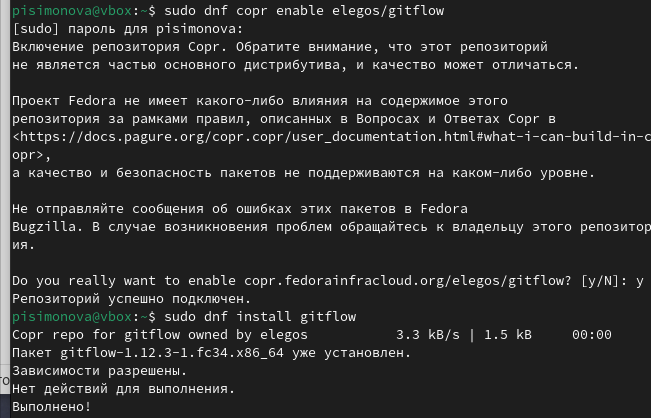 pisimonova@vbox:~$ sudo dnf copr enable elegos/gitflow
[sudo] пароль для pisimonova:
Включение репозитория Copr. Обратите внимание, что этот репозиторий
не является частью основного дистрибутива, и качество может отличаться.
Проект Fedora не имеет какого-либо влияния на содержимое этого
репозитория за рамками правил, описанных в Вопросах и Ответах Copr в
<https://docs.pagure.org/copr.copr/user_documentation.html#what-i-can-build-in-c
opr>,
а качество и безопасность пакетов не поддерживаются на каком-либо уровне.
Не отправляйте сообщения об ошибках этих пакетов в Fedora
Bugzilla. В случае возникновения проблем обращайтесь к владельцу этого репозитор
ия.
Do you really want to enable copr.fedorainfracloud.org/elegos/gitflow? [y/N]: y
Репозиторий успешно подключен.
pisimonova@vbox:~$ sudo dnf install gitflow
Copr repo for gitflow owned by elegos 3.3 kB/s | 1.5 kB 00:00
Пакет gitflow-1.12.3-1.fc34.x86_64 уже установлен.
Зависимости разрешены.
Нет действий для выполнения.
Выполнено!